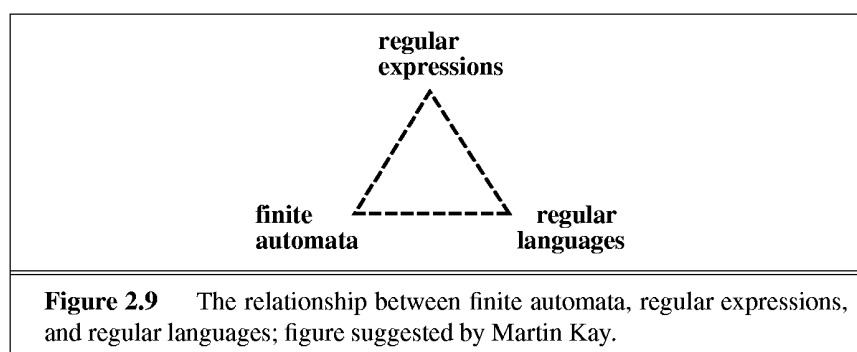 regular
expressions
finite
automata
regular
languages
Figure 2.9 The relationship between finite automata, regular expressions,
and regular languages; figure suggested by Martin Kay.